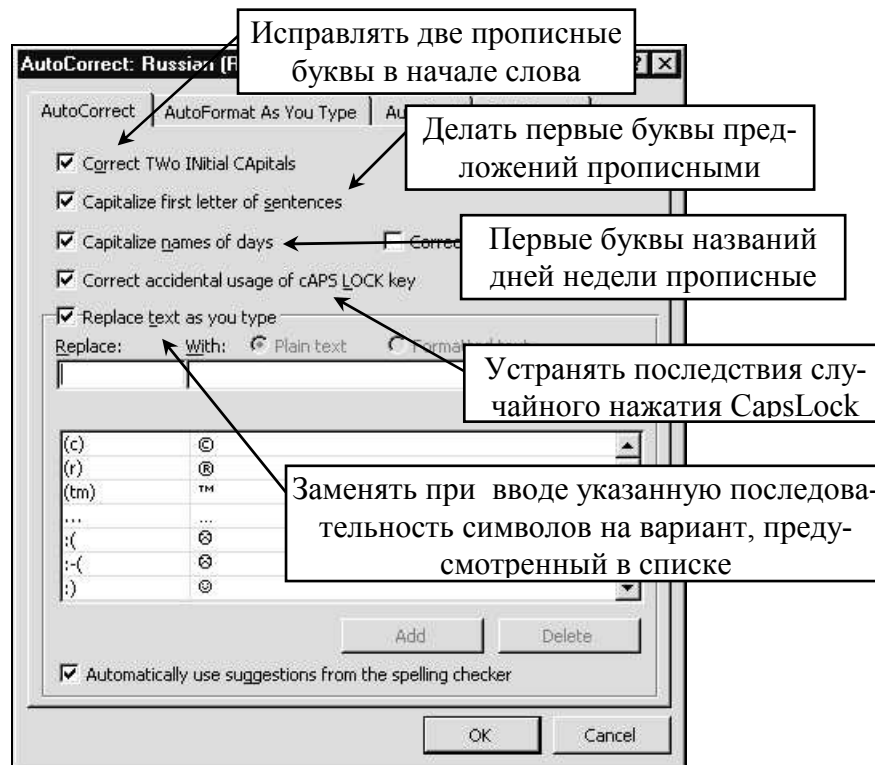 Исправлять две прописные
буквы в начале слова
AutoCorrect: Russian
AutoCorrect
AutoFormat As You Type
Делать первые буквы пред-
ложений прописными
Correct TWo INitial CApitals
Capitalize first letter of sentences
Capitalize names of days
Первые буквы названий
дней недели прописные
Correct accidental usage of cAPS LOCK key
Replace text as you type
Replace: With: Plain text
Устранять последствия слу-
чайного нажатия CapsLock
(c) ©
(r) ®
(tm) ™
... ...
:( ☹
:-( ☹
:) ☺
Заменять при вводе указанную последова-
тельность символов на вариант, преду-
смотренный в списке
Add Delete
Automatically use suggestions from the spelling checker
OK Cancel